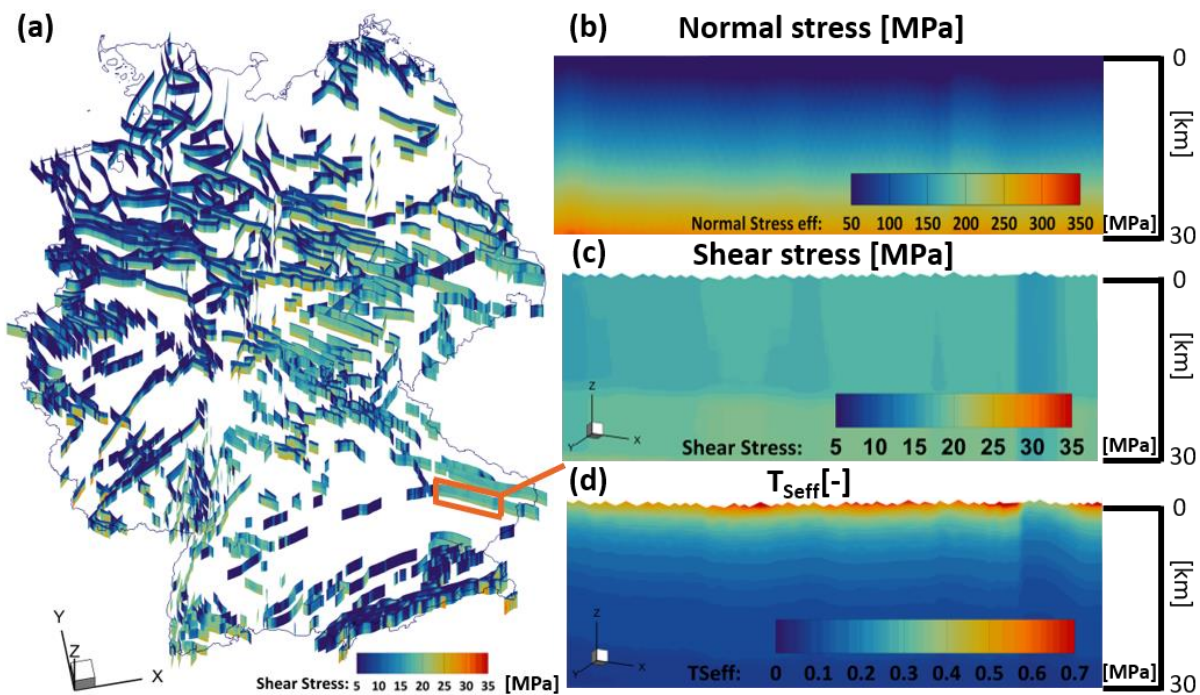 (a)
Y
Z
X
Shear Stress: 5 10 15 20 25 30 35 [MPa]
(b) Normal stress [MPa]
0
[km]
Normal Stress eff: 50 100 150 200 250 300 350 [MPa]
30
(c) Shear stress [MPa]
0
[km]
Z
Y X
Shear Stress: 5 10 15 20 25 30 35 [MPa]
30
(d) TSeff[-]
0
[km]
Z
Y X
TSeff: 0 0.1 0.2 0.3 0.4 0.5 0.6 0.7 [MPa]
30